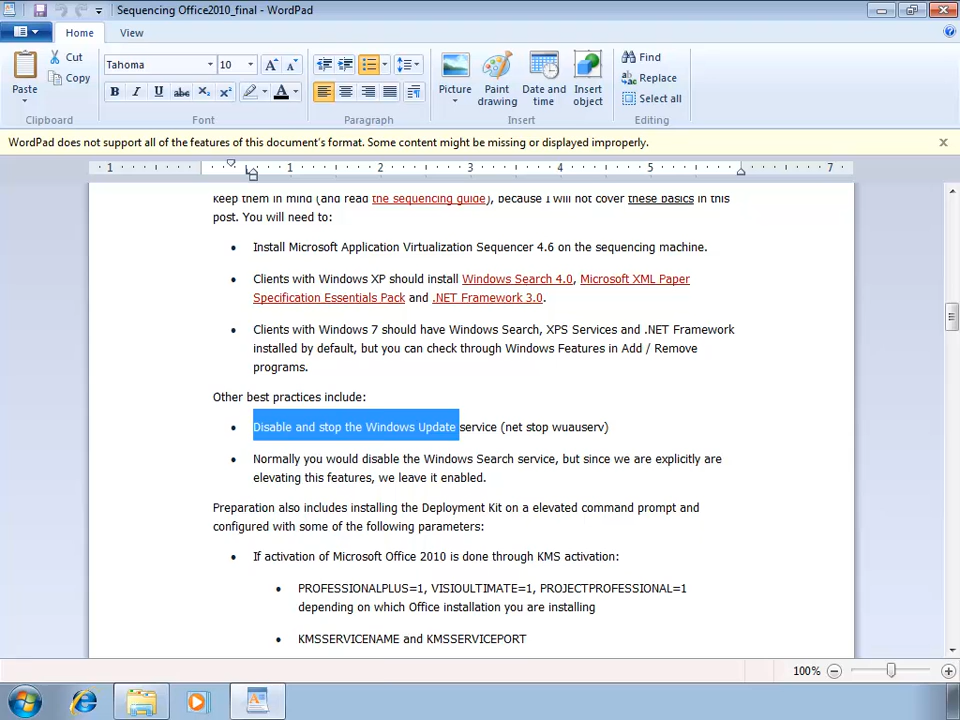 Sequencing Office2010_final - WordPad
Home
View
Paste
Cut
Copy
Clipboard
Tahoma
10
B I U abc X₂ X²
A
Font
Paragraph
Picture
Paint drawing
Date and time
Insert object
Insert
Find
Replace
Select all
Editing
WordPad does not support all of the features of this document's format. Some content might be missing or displayed improperly.
1 1 2 3 4 5 7
keep them in mind (and read the sequencing guide), because I will not cover these basics in this
post. You will need to:
• Install Microsoft Application Virtualization Sequencer 4.6 on the sequencing machine.
• Clients with Windows XP should install Windows Search 4.0, Microsoft XML Paper
Specification Essentials Pack and .NET Framework 3.0.
• Clients with Windows 7 should have Windows Search, XPS Services and .NET Framework
installed by default, but you can check through Windows Features in Add / Remove
programs.
Other best practices include:
• Disable and stop the Windows Update service (net stop wuauserv)
• Normally you would disable the Windows Search service, but since we are explicitly are
elevating this features, we leave it enabled.
Preparation also includes installing the Deployment Kit on a elevated command prompt and
configured with some of the following parameters:
• If activation of Microsoft Office 2010 is done through KMS activation:
• PROFESSIONALPLUS=1, VISIOULTIMATE=1, PROJECTPROFESSIONAL=1
depending on which Office installation you are installing
• KMSSERVICENAME and KMSSERVICEPORT
100%